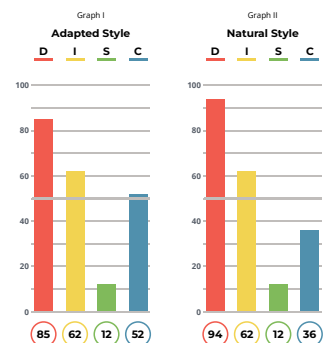 Graph I
Adapted Style
D I S C
100
80
60
40
20
0
85 62 12 52
Graph II
Natural Style
D I S C
100
80
60
40
20
0
94 62 12 36